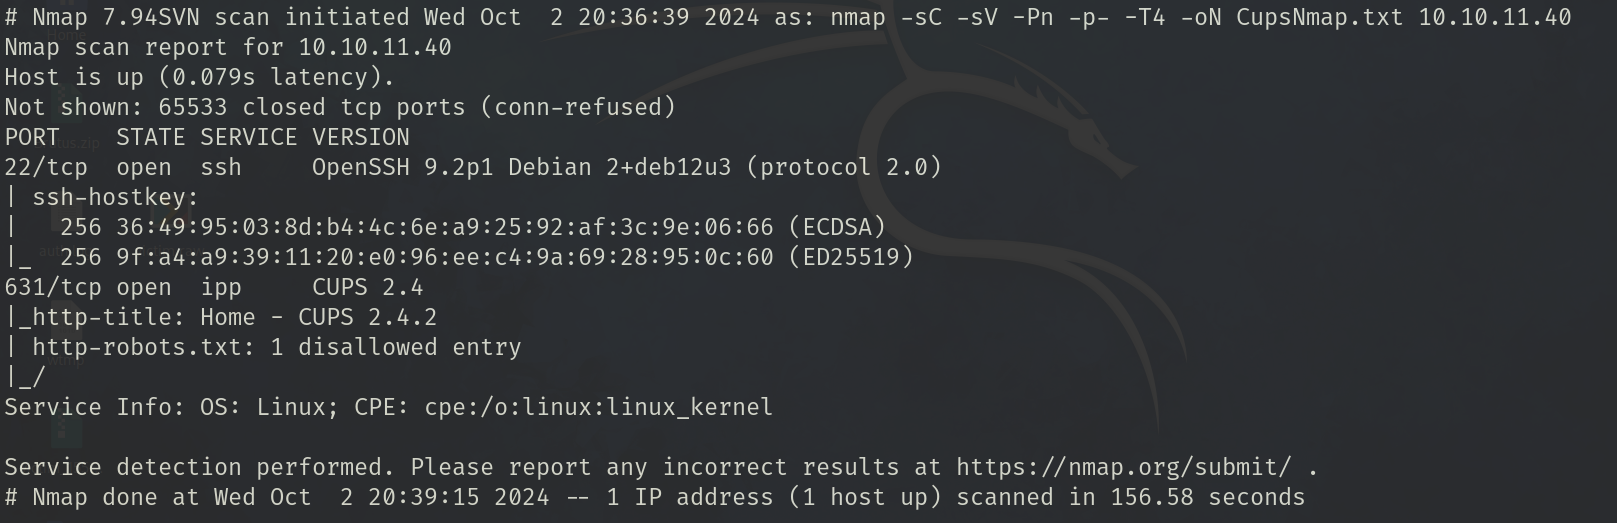 # Nmap 7.94SVN scan initiated Wed Oct  2 20:36:39 2024 as: nmap -sC -sV -Pn -p- -T4 -oN CupsNmap.txt 10.10.11.40
Nmap scan report for 10.10.11.40
Host is up (0.079s latency).
Not shown: 65533 closed tcp ports (conn-refused)
PORT    STATE SERVICE VERSION
22/tcp  open  ssh     OpenSSH 9.2p1 Debian 2+deb12u3 (protocol 2.0)
| ssh-hostkey:
|   256 36:49:95:03:8d:b4:4c:6e:a9:25:92:af:3c:9e:06:66 (ECDSA)
|_  256 9f:a4:a9:39:11:20:e0:96:ee:c4:9a:69:28:95:0c:60 (ED25519)
631/tcp open  ipp     CUPS 2.4
|_http-title: Home - CUPS 2.4.2
| http-robots.txt: 1 disallowed entry
|_/
Service Info: OS: Linux; CPE: cpe:/o:linux:linux_kernel
Service detection performed. Please report any incorrect results at https://nmap.org/submit/ .
# Nmap done at Wed Oct  2 20:39:15 2024 -- 1 IP address (1 host up) scanned in 156.58 seconds